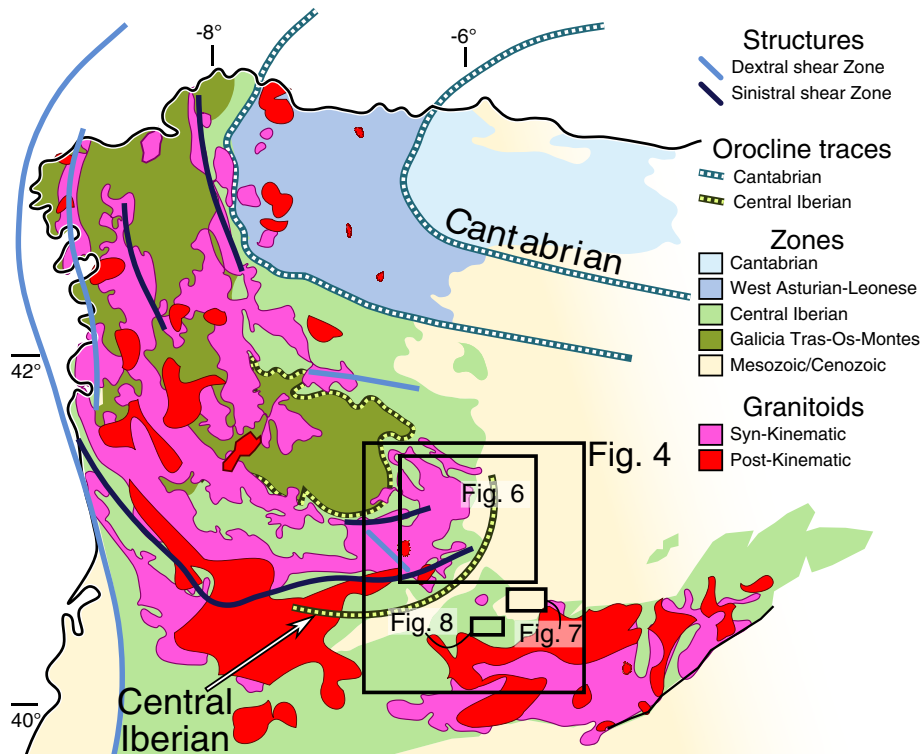 -8°
-6°
42°
40°
Cantabrian
Fig. 4
Fig. 6
Fig. 8
Fig. 7
Central
Iberian
Structures
Dextral shear Zone
Sinistral shear Zone
Orocline traces
Cantabrian
Central Iberian
Zones
Cantabrian
West Asturian-Leonese
Central Iberian
Galicia Tras-Os-Montes
Mesozoic/Cenozoic
Granitoids
Syn-Kinematic
Post-Kinematic